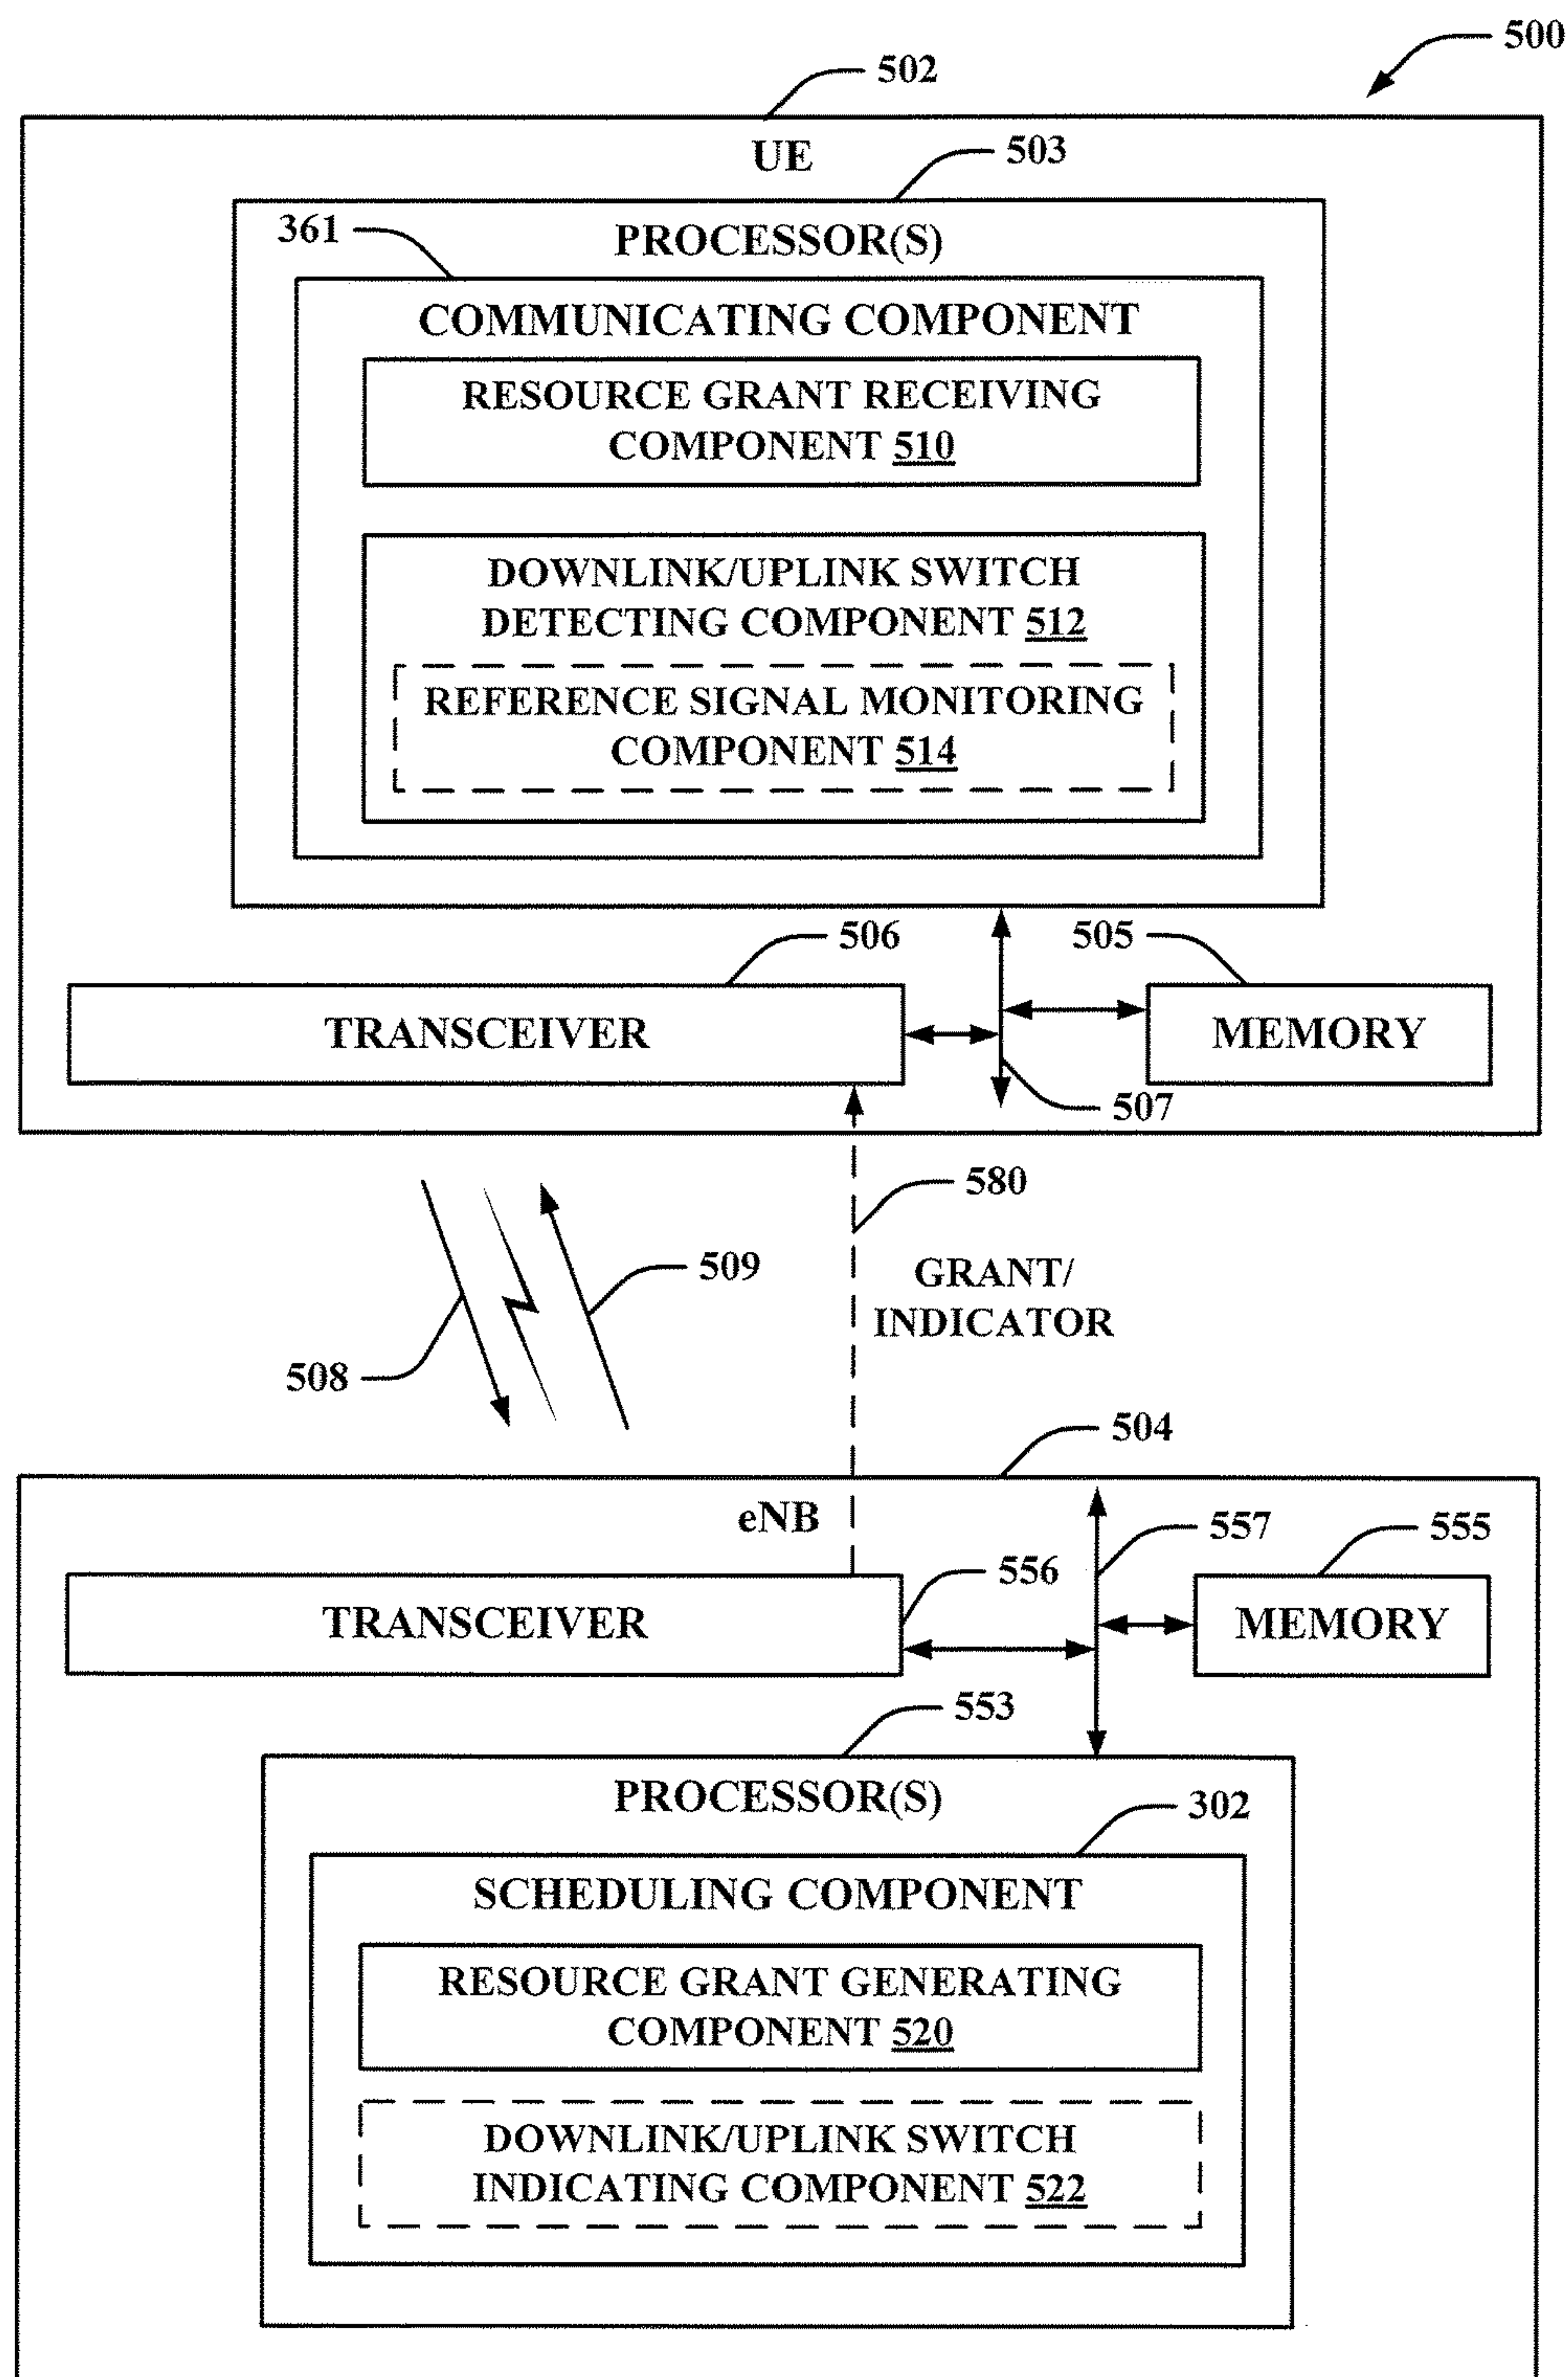 500
502
UE
503
361
PROCESSOR(S)
COMMUNICATING COMPONENT
RESOURCE GRANT RECEIVING
COMPONENT 510
DOWNLINK/UPLINK SWITCH
DETECTING COMPONENT 512
REFERENCE SIGNAL MONITORING
COMPONENT 514
506
505
TRANSCEIVER
MEMORY
507
580
509
GRANT/
INDICATOR
508
504
eNB
557
555
556
TRANSCEIVER
MEMORY
553
PROCESSOR(S)
302
SCHEDULING COMPONENT
RESOURCE GRANT GENERATING
COMPONENT 520
DOWNLINK/UPLINK SWITCH
INDICATING COMPONENT 522